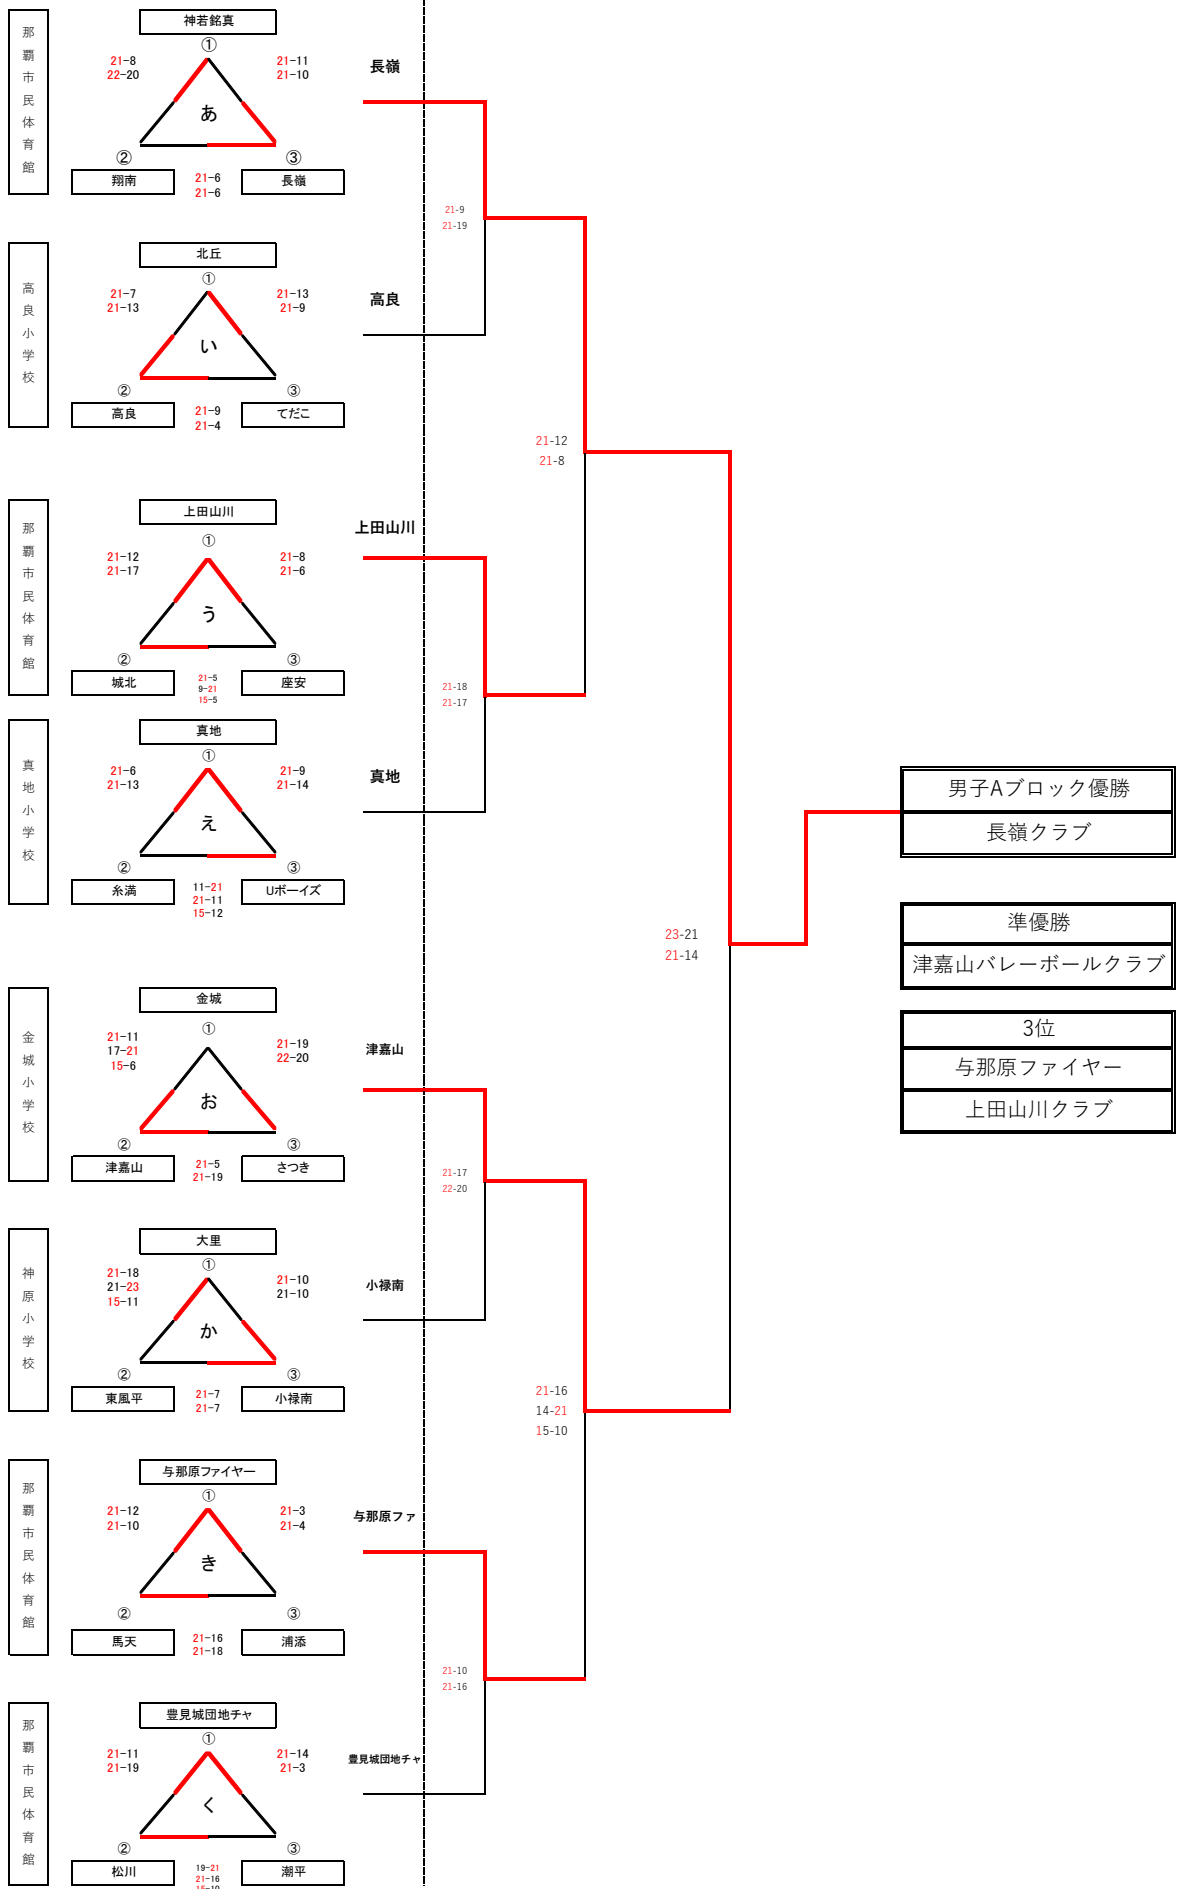 那覇市民体育館
神若銘真
①
21-8
22-20
21-11
21-10
あ
②
③
翔南
21-6
21-6
長嶺
長嶺
21-9
21-19
高良小学校
北丘
①
21-7
21-13
21-13
21-9
い
②
③
高良
21-9
21-4
てだこ
高良
21-12
21-8
那覇市民体育館
上田山川
①
21-12
21-17
21-8
21-6
う
②
③
城北
21-5
9-21
15-5
座安
上田山川
21-18
21-17
真地小学校
真地
①
21-6
21-13
21-9
21-14
え
②
③
糸満
11-21
21-11
15-12
Uボーイズ
真地
男子Aブロック優勝
長嶺クラブ
準優勝
津嘉山バレーボールクラブ
3位
与那原ファイヤー
上田山川クラブ
23-21
21-14
金城小学校
金城
①
21-11
17-21
15-6
21-19
22-20
お
②
③
津嘉山
21-5
21-19
さつき
津嘉山
21-17
22-20
神原小学校
大里
①
21-18
21-23
15-11
21-10
21-10
か
②
③
東風平
21-7
21-7
小禄南
小禄南
21-16
14-21
15-10
那覇市民体育館
与那原ファイヤー
①
21-12
21-10
21-3
21-4
き
②
③
馬天
21-16
21-18
浦添
与那原ファ
21-10
21-16
那覇市民体育館
豊見城団地チャ
①
21-11
21-19
21-14
21-3
く
②
③
松川
19-21
21-16
15-10
潮平
豊見城団地チャ